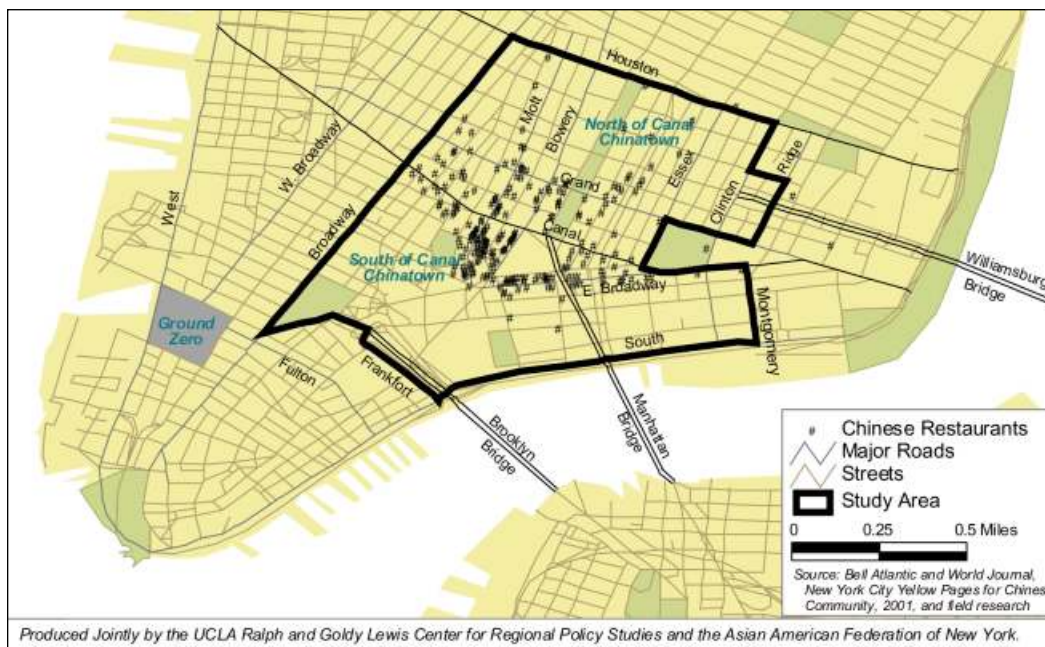 Houston
Mott
Bowery
North of Canal
Chinatown
W. Broadway
Ridge
Essex
Grand
West
Broadway
Clinton
Canal
South of Canal
Chinatown
E. Broadway
Williamsburg
Bridge
Ground
Zero
Montgomery
South
Fulton
Frankfort
Manhattan
Bridge
Brooklyn
Bridge
# Chinese Restaurants
Major Roads
Streets
Study Area
0 0.25 0.5 Miles
Source: Bell Atlantic and World Journal,
New York City Yellow Pages for Chines
Community, 2001, and field research
Produced Jointly by the UCLA Ralph and Goldy Lewis Center for Regional Policy Studies and the Asian American Federation of New York.